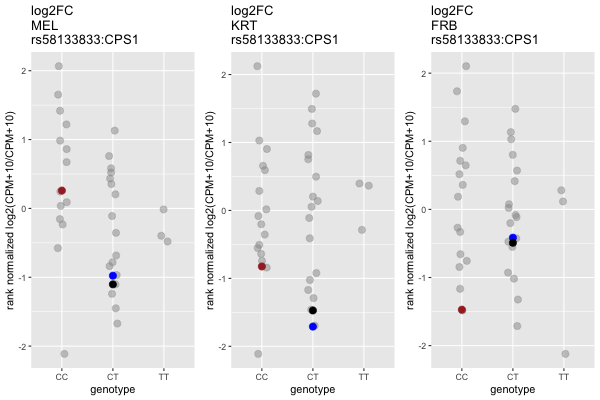 log2FC
MEL
rs58133833:CPS1
rank normalized log2(CPM+10/CPM+10)
2
1
0
-1
-2
CC
CT
TT
genotype
log2FC
KRT
rs58133833:CPS1
rank normalized log2(CPM+10/CPM+10)
2
1
0
-1
-2
CC
CT
TT
genotype
log2FC
FRB
rs58133833:CPS1
rank normalized log2(CPM+10/CPM+10)
2
1
0
-1
-2
CC
CT
TT
genotype